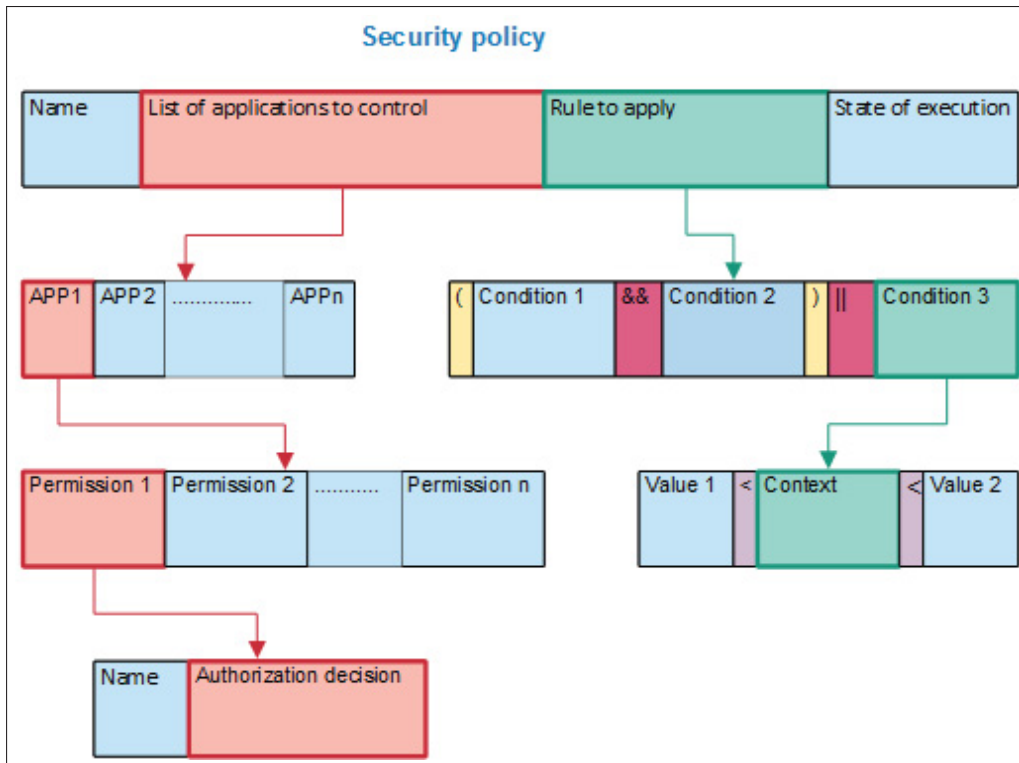 Security policy
Name List of applications to control Rule to apply State of execution
APP1 APP2 .............. APPn ( Condition 1 && Condition 2 ) || Condition 3
Permission 1 Permission 2 ........... Permission n Value 1 < Context < Value 2
Name Authorization decision